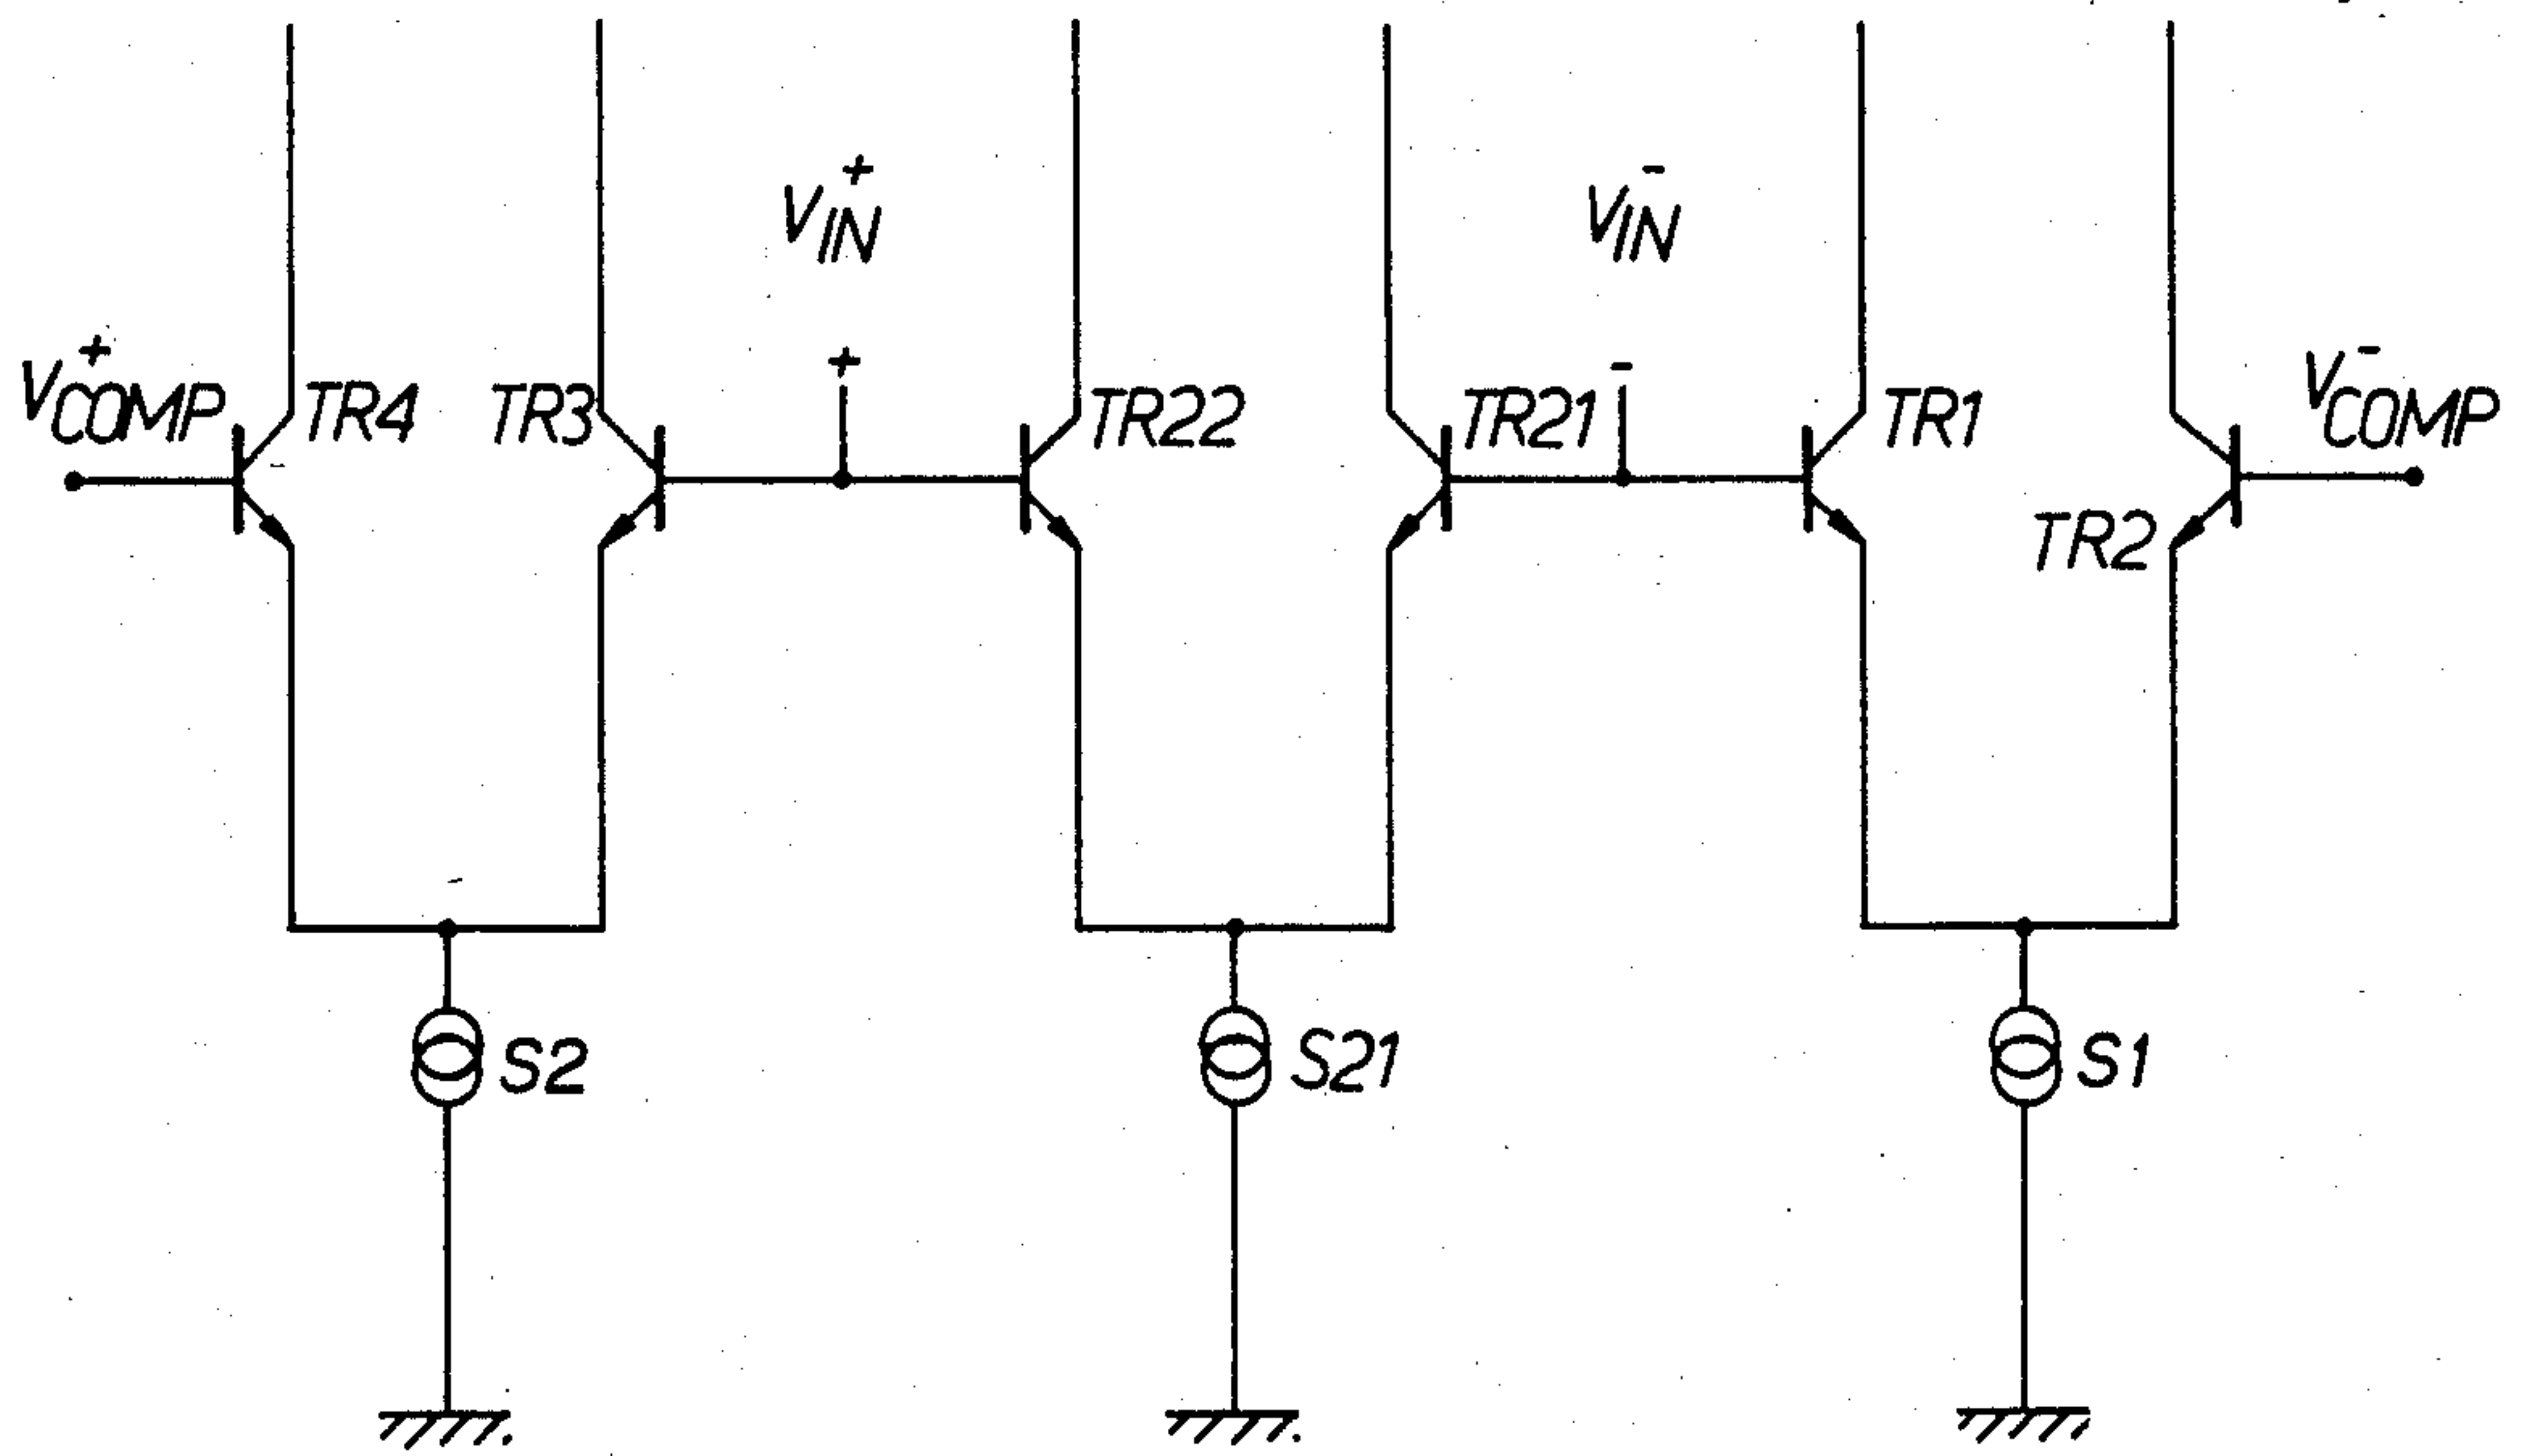 V+IN
V-IN
V+COMP
TR4
TR3
+
TR22
TR21
-
TR1
V-COMP
TR2
S2
S21
S1